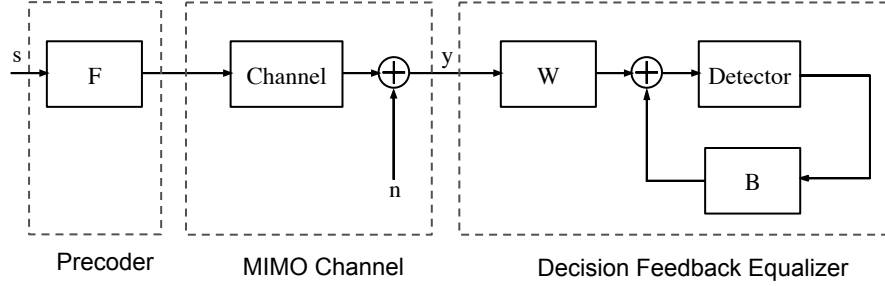 s
F
Channel
n
y
W
Detector
B
Precoder
MIMO Channel
Decision Feedback Equalizer